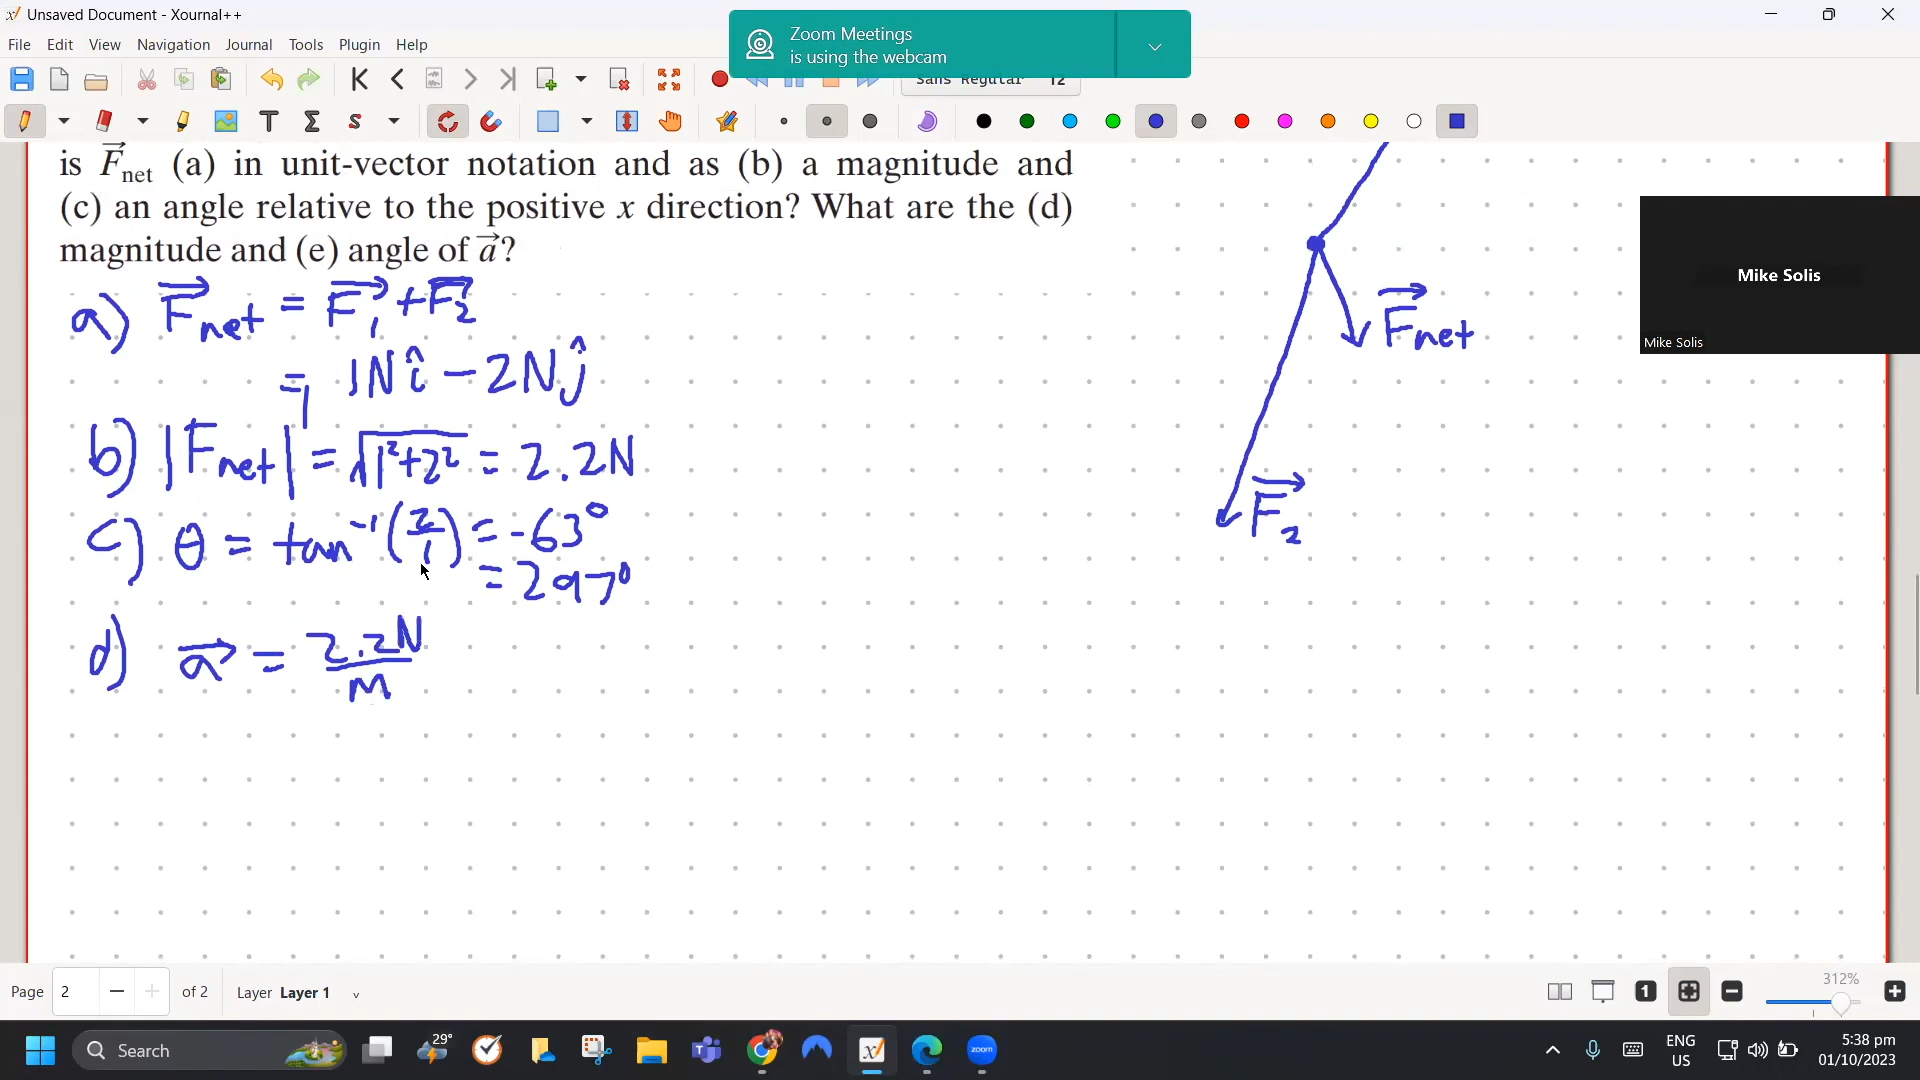 Unsaved Document - Xournal++
Zoom Meetings
is using the webcam
File Edit View Navigation Journal Tools Plugin Help
Sans Regular 12
is F⃗net (a) in unit-vector notation and as (b) a magnitude and
(c) an angle relative to the positive x direction? What are the (d)
magnitude and (e) angle of a⃗?
a) F⃗net = F⃗1 + F⃗2
= 1N î − 2N ĵ
b) |Fnet| = √1²+2² = 2.2N
c) θ = tan⁻¹(2/1) = -63°
= 297°
d) a⃗ = 2.2N/m
F⃗net
F⃗2
Mike Solis
Mike Solis
Page 2 of 2 Layer Layer 1
1
312%
29°
Search
zoom
ENG
US
5:38 pm
01/10/2023